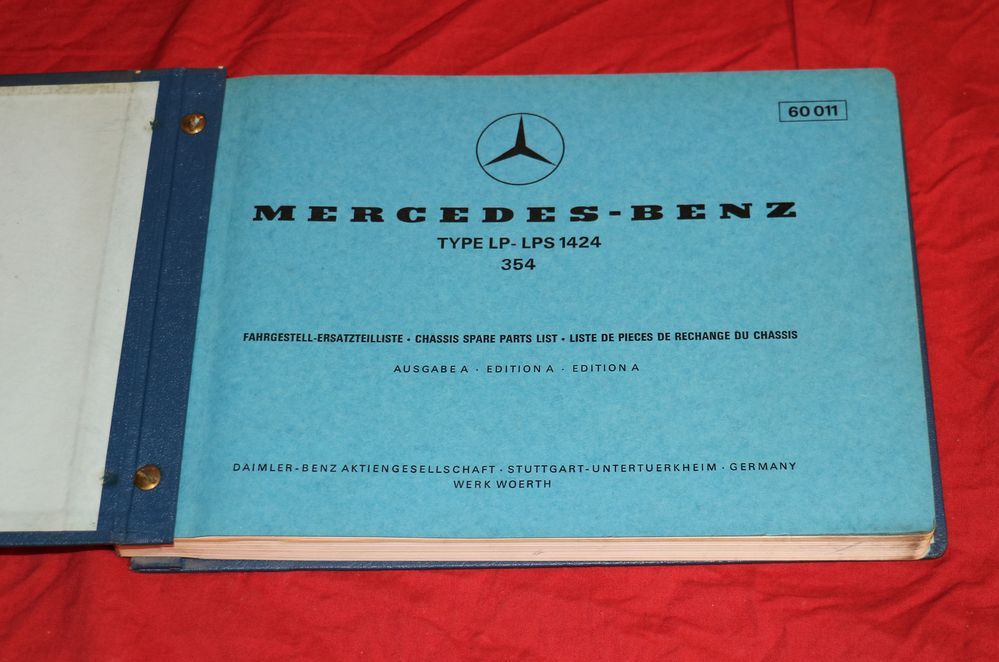 60 011
MERCEDES-BENZ
TYPE LP- LPS 1424
354
FAHRGESTELL-ERSATZTEILLISTE • CHASSIS SPARE PARTS LIST • LISTE DE PIECES DE RECHANGE DU CHASSIS
AUSGABE A · EDITION A · EDITION A
DAIMLER-BENZ AKTIENGESELLSCHAFT · STUTTGART-UNTERTUERKHEIM · GERMANY
WERK WOERTH